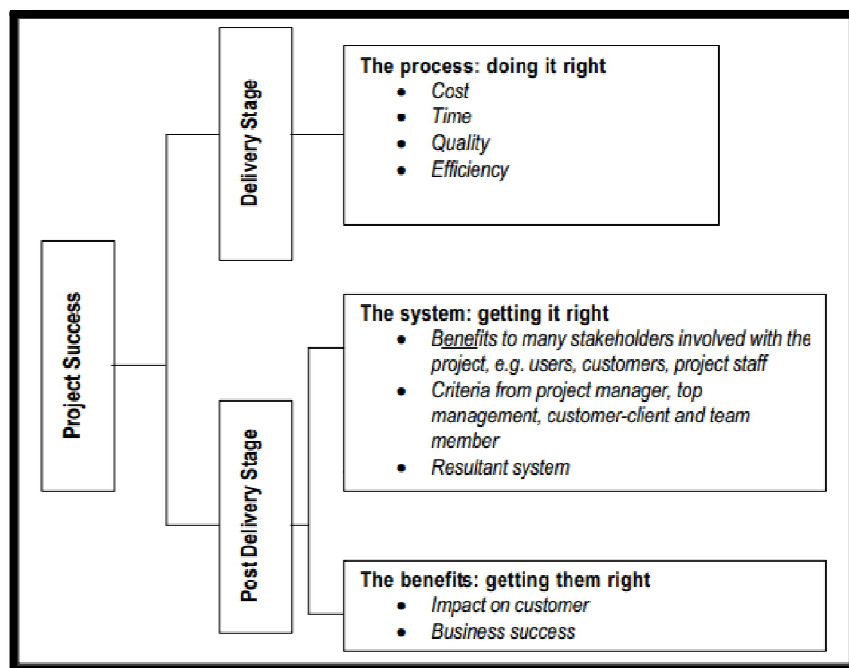 Project Success
Delivery Stage
The process: doing it right
• Cost
• Time
• Quality
• Efficiency
Post Delivery Stage
The system: getting it right
• Benefits to many stakeholders involved with the
project, e.g. users, customers, project staff
• Criteria from project manager, top
management, customer-client and team
member
• Resultant system
The benefits: getting them right
• Impact on customer
• Business success